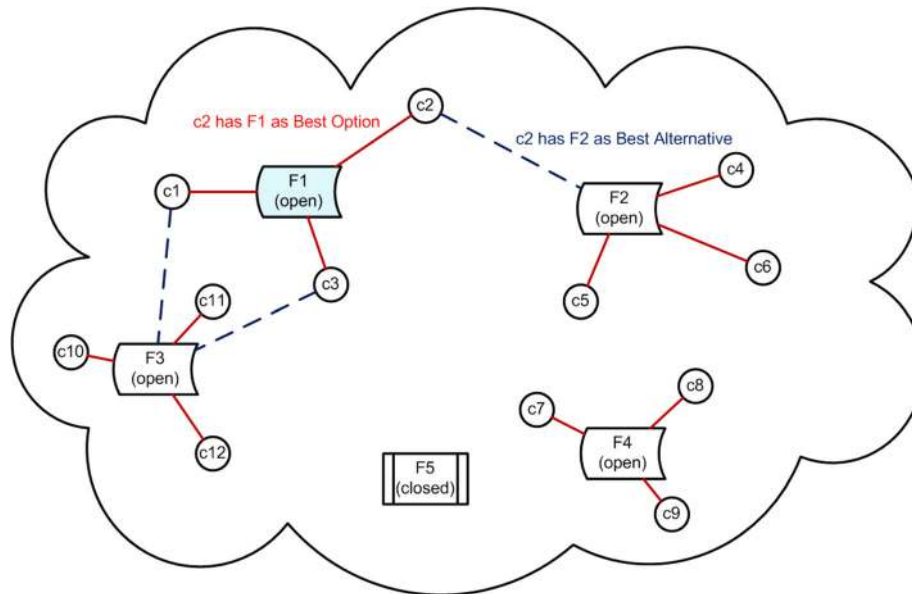 c2
c2 has F1 as Best Option
c2 has F2 as Best Alternative
c4
F1
(open)
c1
F2
(open)
c6
c3
c5
c11
c10
F3
(open)
c8
c7
c12
F4
(open)
F5
(closed)
c9